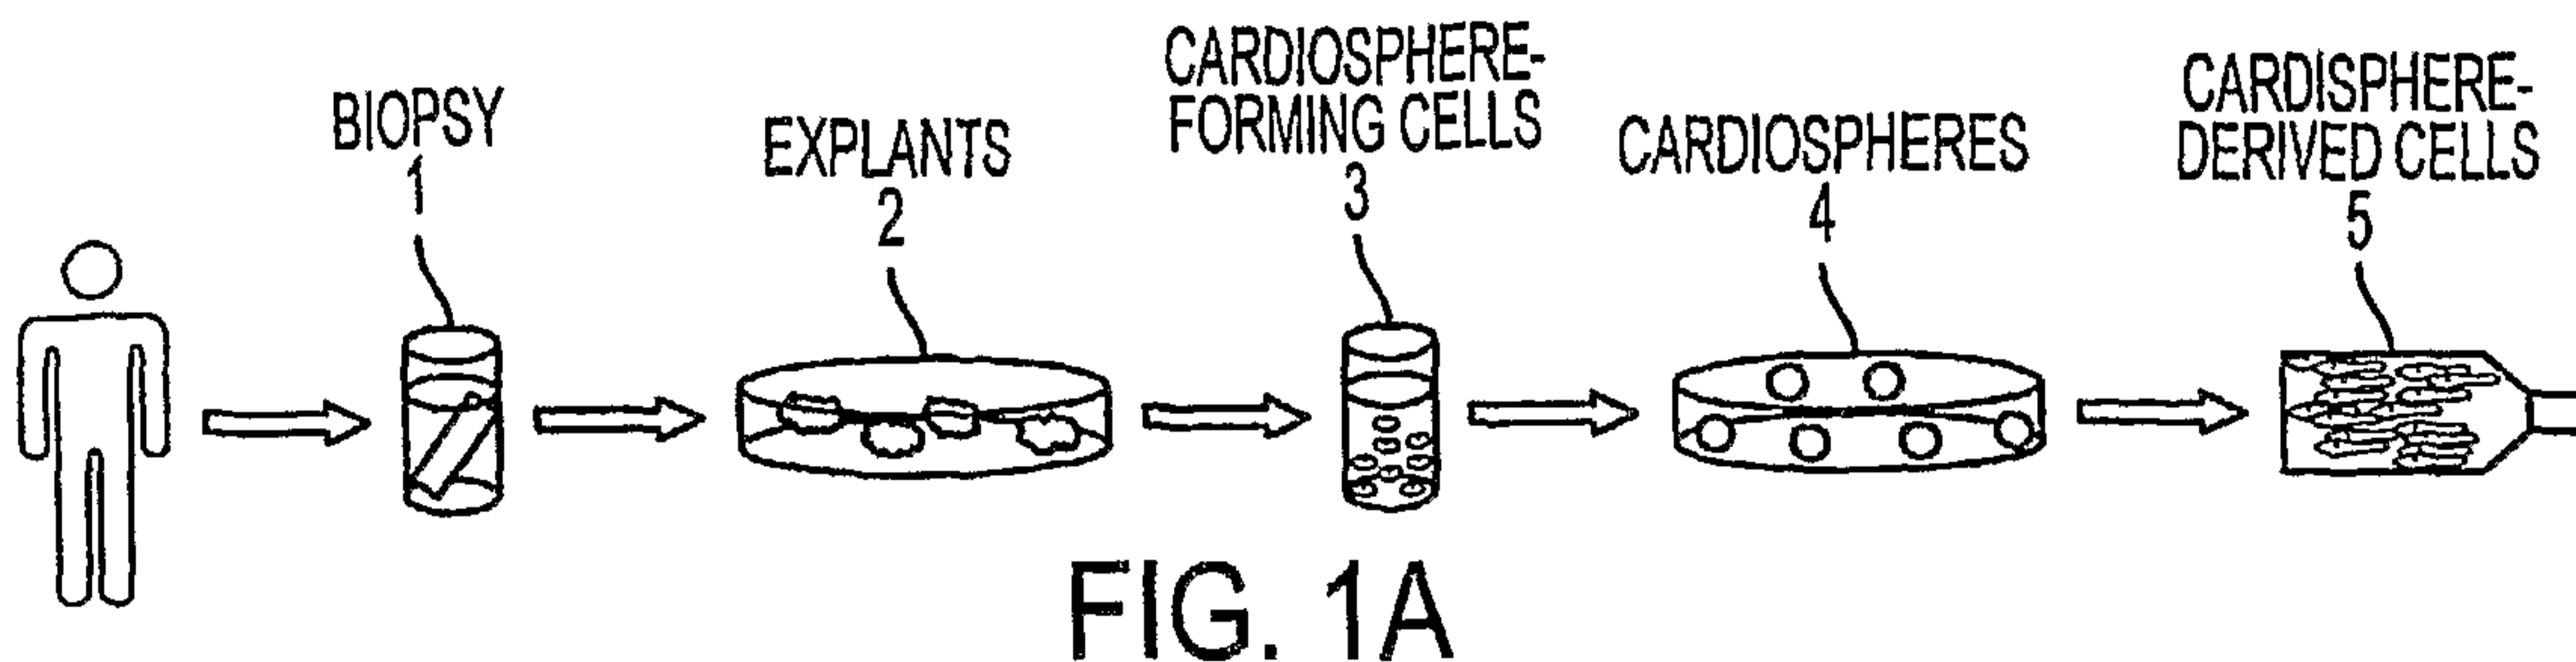 BIOPSY
1
EXPLANTS
2
CARDIOSPHERE-
FORMING CELLS
3
CARDIOSPHERES
4
CARDISPHERE-
DERIVED CELLS
5
FIG. 1A